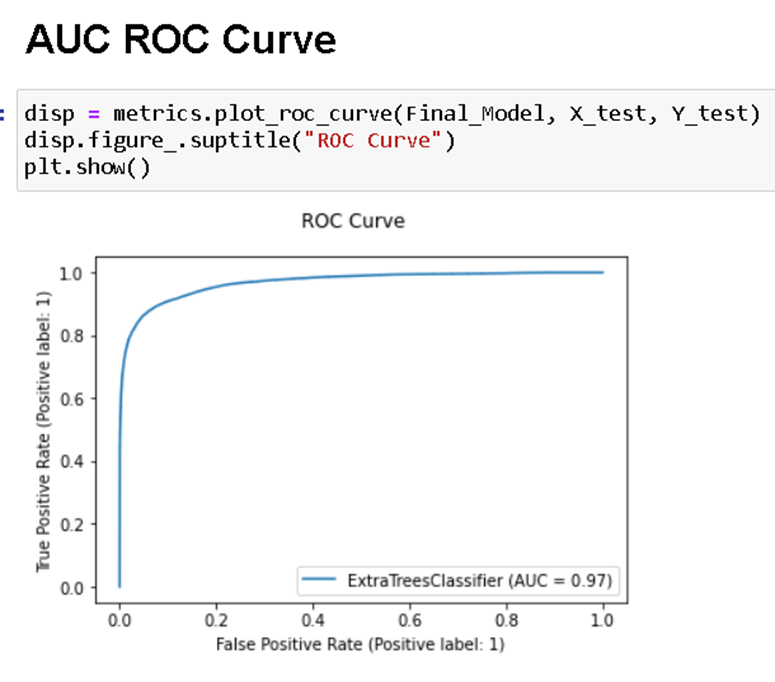 AUC ROC Curve
:
disp = metrics.plot_roc_curve(Final_Model, X_test, Y_test)
disp.figure_.suptitle("ROC Curve")
plt.show()
ROC Curve
True Positive Rate (Positive label: 1)
1.0
0.8
0.6
0.4
0.2
0.0
ExtraTreesClassifier (AUC = 0.97)
0.0 0.2 0.4 0.6 0.8 1.0
False Positive Rate (Positive label: 1)